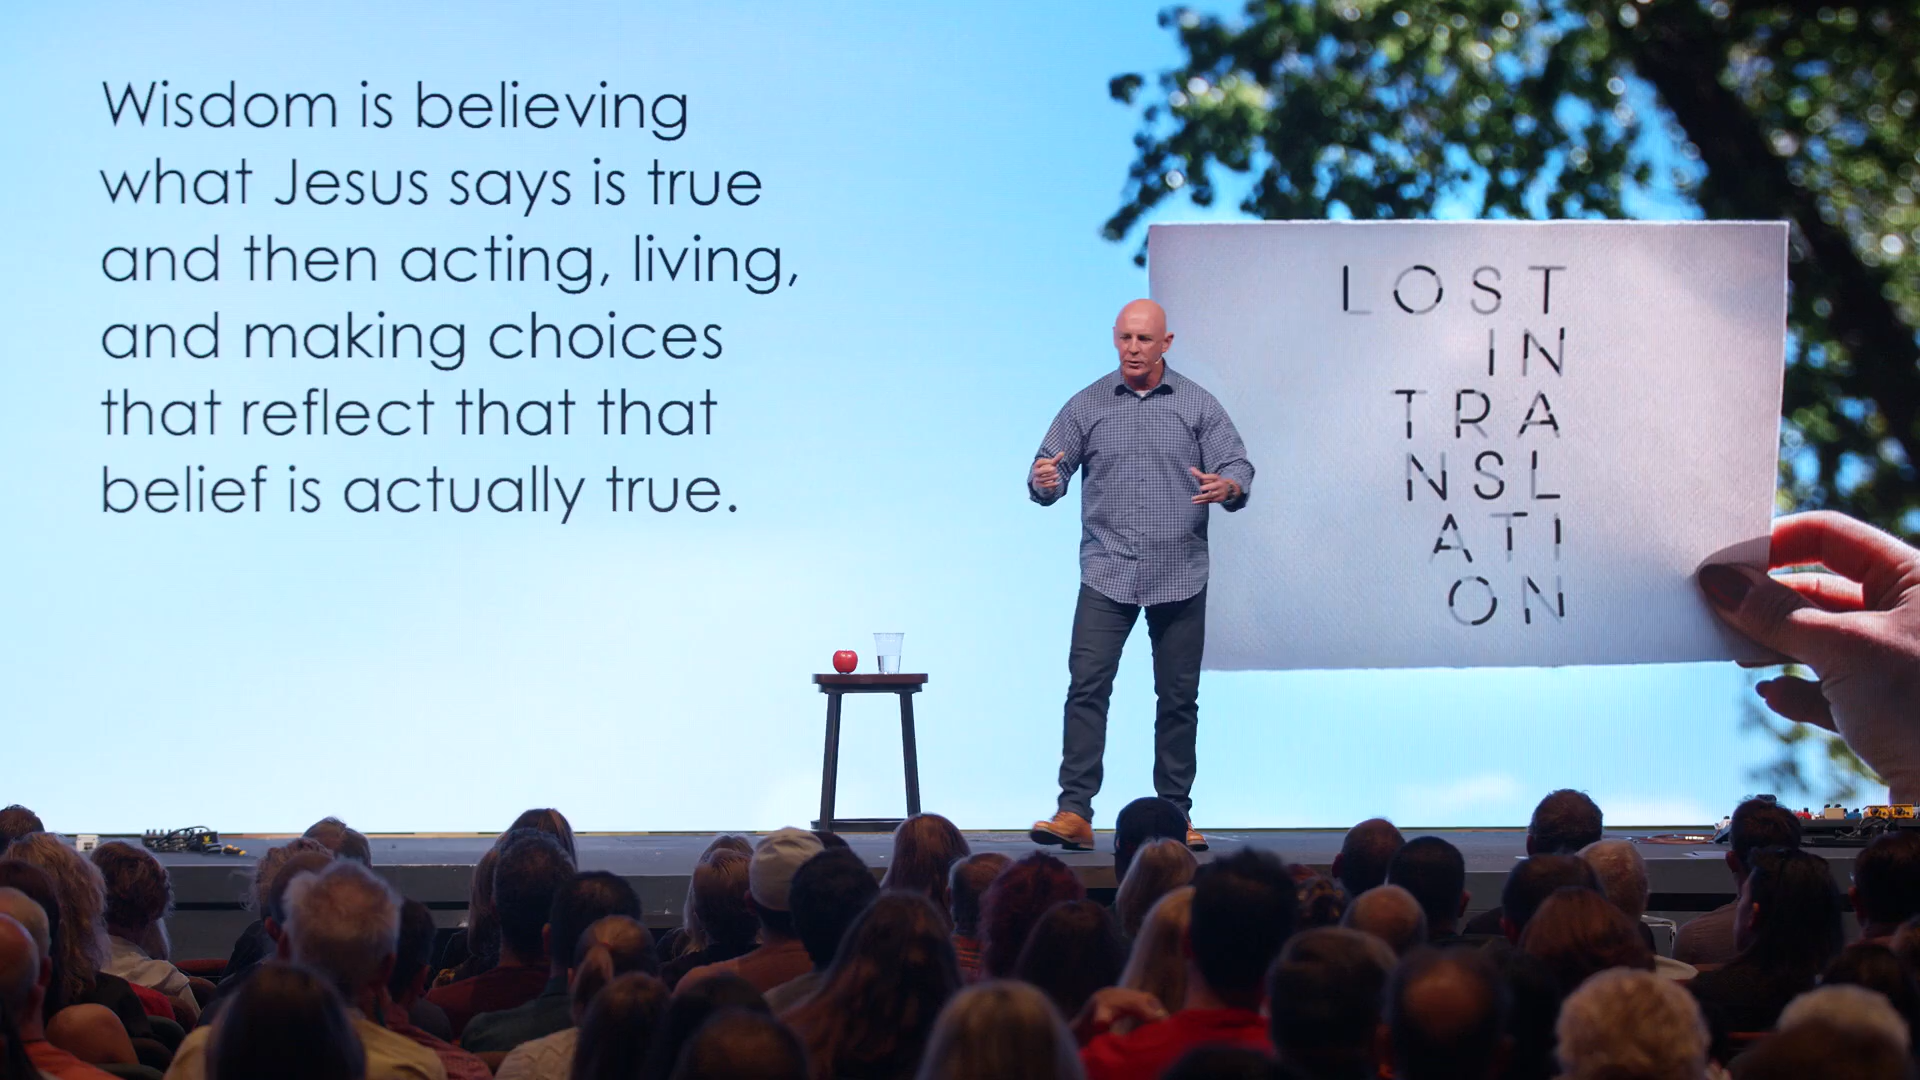 Wisdom is believing
what Jesus says is true
and then acting, living,
and making choices
that reflect that that
belief is actually true.
LOST
IN
TRA
NSL
ATI
ON